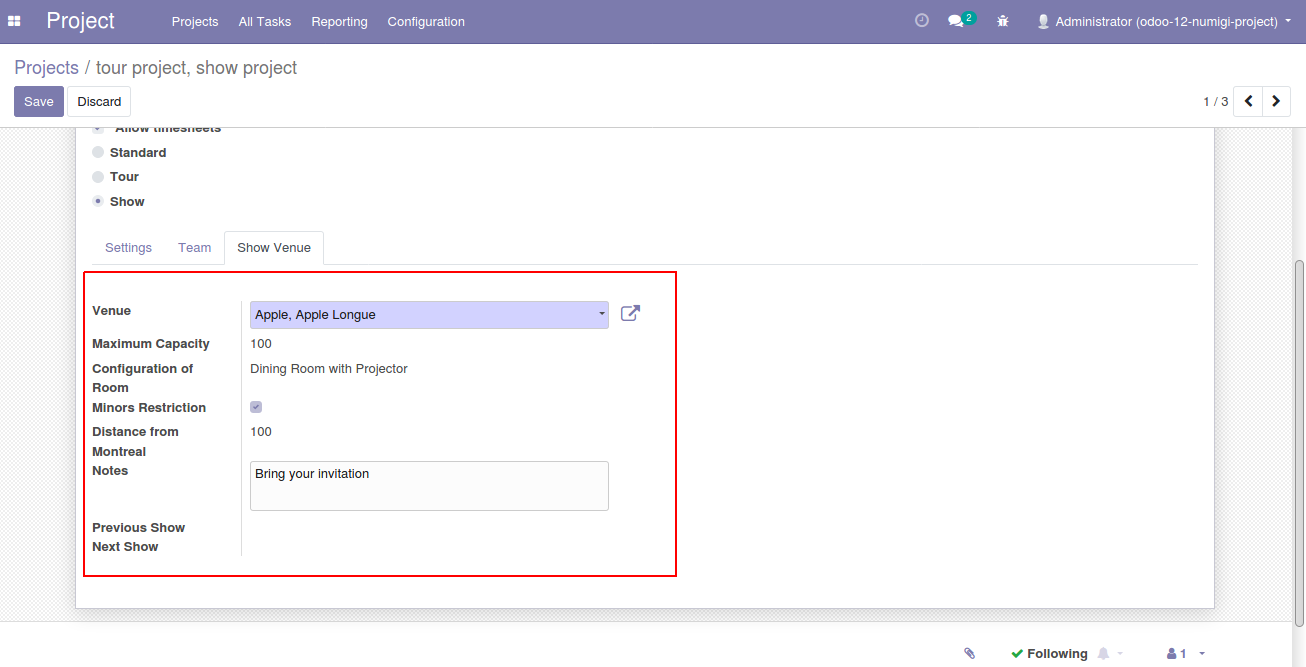 Project Projects All Tasks Reporting Configuration 2 Administrator (odoo-12-numigi-project)
Projects / tour project, show project
Save Discard 1 / 3
Allow timesheets
Standard
Tour
Show
Settings Team Show Venue
Venue Apple, Apple Longue
Maximum Capacity 100
Configuration of Dining Room with Projector
Room
Minors Restriction
Distance from 100
Montreal
Notes Bring your invitation
Previous Show
Next Show
Following 1